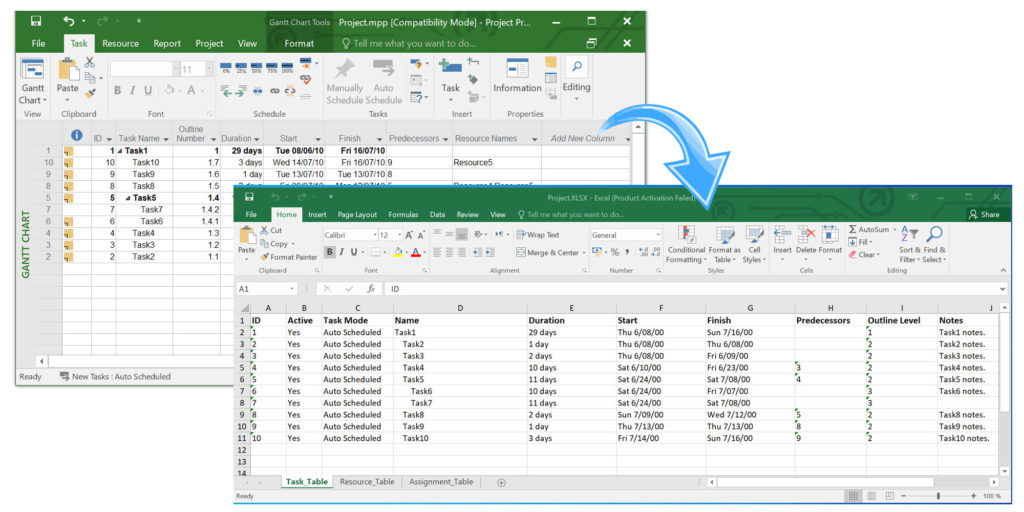 Gantt Chart Tools Project.mpp [Compatibility Mode] - Project Pr...
File Task Resource Report Project View Format Tell me what you want to do...
11 0% 25% 50% 75% 100%
Gantt Chart Paste B I U A Manually Schedule Auto Schedule Task Information Editing
View Clipboard Font Schedule Tasks Insert Properties
ID Task Name Outline Number Duration Start Finish Predecessors Resource Names Add New Column
1 1 Task1 1 29 days Tue 08/06/10 Fri 16/07/10
10 10 Task10 1.7 3 days Wed 14/07/10 Fri 16/07/10 9 Resource5
9 9 Task9 1.6 1 day Tue 13/07/10 Tue 13/07/10 8
8 8 Task8 1.5
5 5 Task5 1.4
7 7 Task7 1.4.2
6 6 Task6 1.4.1
4 4 Task4 1.3
3 3 Task3 1.2
2 2 Task2 1.1
GANTT CHART
Ready New Tasks : Auto Scheduled
Project.XLSX - Excel (Product Activation Failed)
File Home Insert Page Layout Formulas Data Review View Tell me what you want to do... Share
Paste Cut Copy Format Painter Calibri 12 A A B I U A Wrap Text Merge & Center General % , Conditional Formatting Format as Table Cell Styles Insert Delete Format AutoSum Fill Clear Sort & Filter Find & Select
Clipboard Font Alignment Number Styles Cells Editing
A1 fx ID
A B C D E F G H I J
1 ID Active Task Mode Name Duration Start Finish Predecessors Outline Level Notes
2 1 Yes Auto Scheduled Task1 29 days Thu 6/08/00 Sun 7/16/00 1 Task1 notes.
3 2 Yes Auto Scheduled Task2 1 day Thu 6/08/00 Thu 6/08/00 2 Task2 notes.
4 3 Yes Auto Scheduled Task3 2 days Thu 6/08/00 Fri 6/09/00 2 Task3 notes.
5 4 Yes Auto Scheduled Task4 10 days Sat 6/10/00 Fri 6/23/00 3 2 Task4 notes.
6 5 Yes Auto Scheduled Task5 11 days Sat 6/24/00 Sat 7/08/00 4 2 Task5 notes.
7 6 Yes Auto Scheduled Task6 10 days Sat 6/24/00 Fri 7/07/00 3 Task6 notes.
8 7 Yes Auto Scheduled Task7 11 days Sat 6/24/00 Sat 7/08/00 3
9 8 Yes Auto Scheduled Task8 2 days Sun 7/09/00 Wed 7/12/00 5 2 Task8 notes.
10 9 Yes Auto Scheduled Task9 1 day Thu 7/13/00 Thu 7/13/00 8 2 Task9 notes.
11 10 Yes Auto Scheduled Task10 3 days Fri 7/14/00 Sun 7/16/00 9 2 Task10 notes.
12
13
14
Task_Table Resource_Table Assignment_Table
Ready 100 %